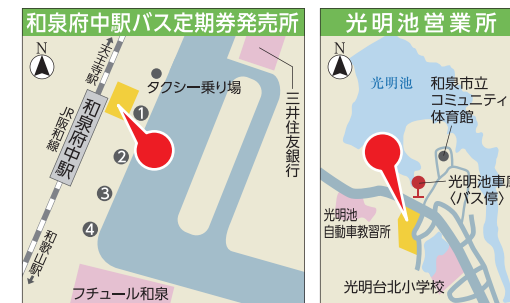 和泉府中駅バス定期券発売所
N
天王寺駅
タクシー乗り場
和泉府中駅
JR阪和線
三井住友銀行
1
2
3
4
和歌山駅
フチュール和泉
光明池営業所
N
光明池
和泉市立
コミュニティ
体育館
光明池車庫
〈バス停〉
光明池
自動車教習所
光明台北小学校